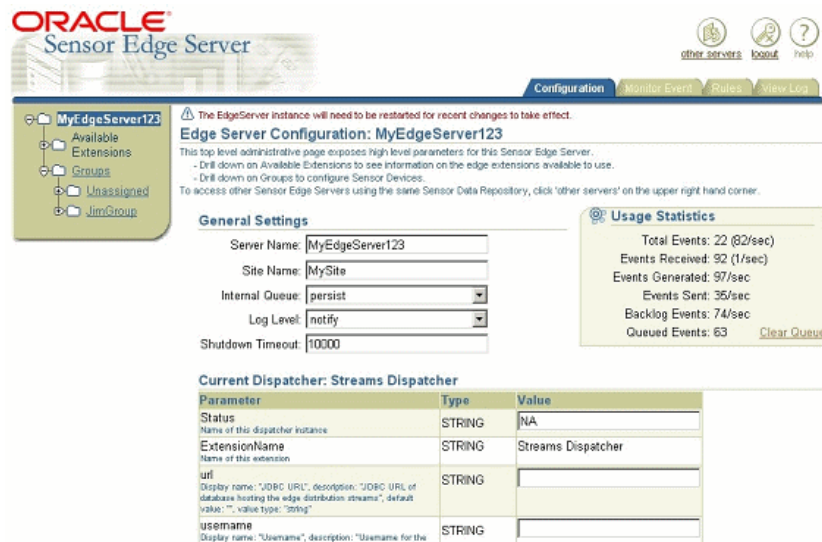 ORACLE
Sensor Edge Server
other servers
logout
help
Configuration
Monitor Event
Rules
View Log
MyEdgeServer123
Available
Extensions
Groups
Unassigned
JimGroup
The EdgeServer instance will need to be restarted for recent changes to take effect.
Edge Server Configuration: MyEdgeServer123
This top level administrative page exposes high level parameters for this Sensor Edge Server.
- Drill down on Available Extensions to see information on the edge extensions available to use.
- Drill down on Groups to configure Sensor Devices.
To access other Sensor Edge Servers using the same Sensor Data Repository, click 'other servers' on the upper right hand corner.
General Settings
Server Name: MyEdgeServer123
Site Name: MySite
Internal Queue: persist
Log Level: notify
Shutdown Timeout: 10000
Usage Statistics
Total Events: 22 (82/sec)
Events Received: 92 (1/sec)
Events Generated: 97/sec
Events Sent: 35/sec
Backlog Events: 74/sec
Queued Events: 63 Clear Queue
Current Dispatcher: Streams Dispatcher
Parameter Type Value
Status STRING NA
Name of this dispatcher instance
ExtensionName STRING Streams Dispatcher
Name of this extension
url STRING
Display name: "JDBC URL", description: "JDBC URL of
database hosting the edge distribution streams", default
value: "", value type: "string"
username STRING
Display name: "Username", description: "Username for the